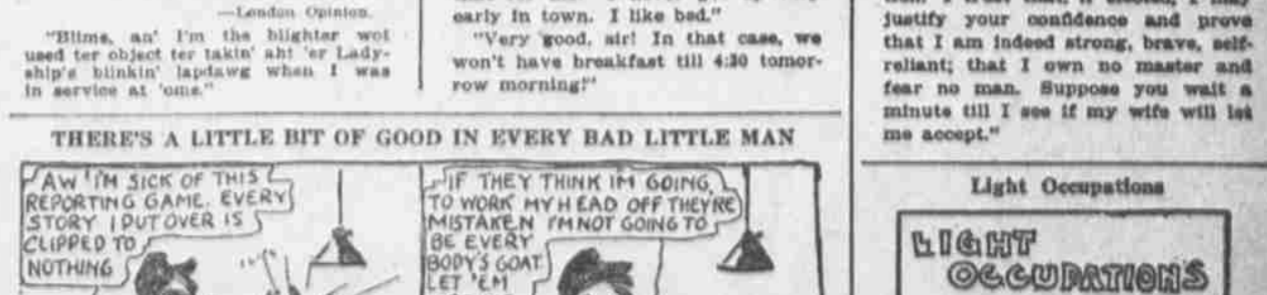 —London Opinion.
"Blime, an' I'm the blighter wot
used ter object ter takin' aht 'er Lady-
ship's blinkin' lapdawg when I was
in service at 'ome."
early in town. I like bed."
"Very good, sir! In that case, we
won't have breakfast till 4:30 tomor-
row morning!"
justify your confidence and prove
that I am indeed strong, brave, self-
reliant; that I own no master and
fear no man. Suppose you wait a
minute till I see if my wife will let
me accept."
THERE'S A LITTLE BIT OF GOOD IN EVERY BAD LITTLE MAN
AW I'M SICK OF THIS
REPORTING GAME. EVERY
STORY I PUT OVER IS
CLIPPED TO
NOTHING
IF THEY THINK I'M GOING
TO WORK MY HEAD OFF THEY'RE
MISTAKEN I'M NOT GOING TO
BE EVERY
BODY'S GOAT
LET 'EM
Light Occupations
LIGHT
OCCUPATIONS